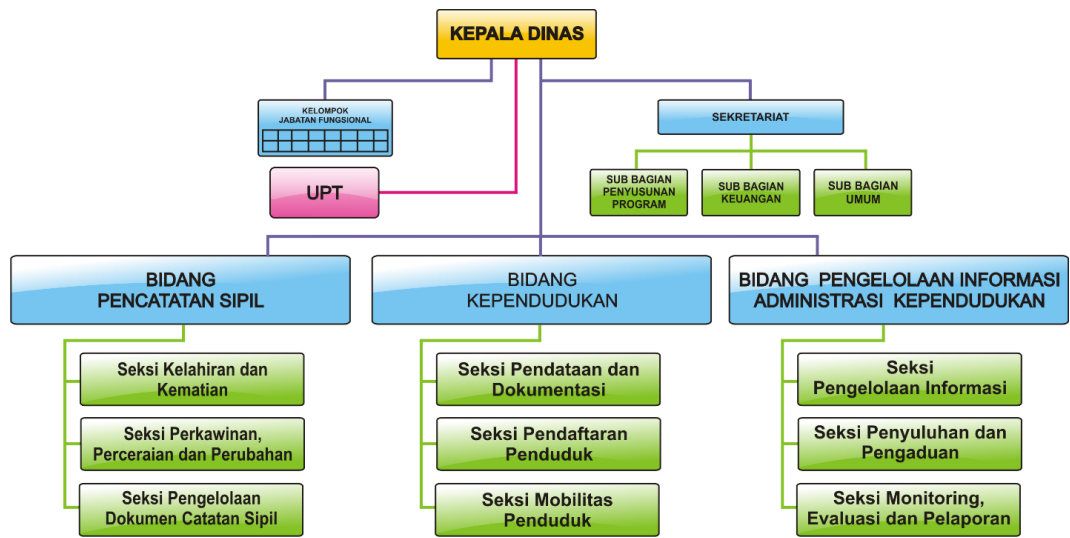 KEPALA DINAS
KELOMPOK
JABATAN FUNGSIONAL
SEKRETARIAT
UPT
SUB BAGIAN
PENYUSUNAN
PROGRAM
SUB BAGIAN
KEUANGAN
SUB BAGIAN
UMUM
BIDANG
PENCATATAN SIPIL
Seksi Kelahiran dan
Kematian
Seksi Perkawinan,
Perceraian dan Perubahan
Seksi Pengelolaan
Dokumen Catatan Sipil
BIDANG
KEPENDUDUKAN
Seksi Pendataan dan
Dokumentasi
Seksi Pendaftaran
Penduduk
Seksi Mobilitas
Penduduk
BIDANG PENGELOLAAN INFORMASI
ADMINISTRASI KEPENDUDUKAN
Seksi
Pengelolaan Informasi
Seksi Penyuluhan dan
Pengaduan
Seksi Monitoring,
Evaluasi dan Pelaporan